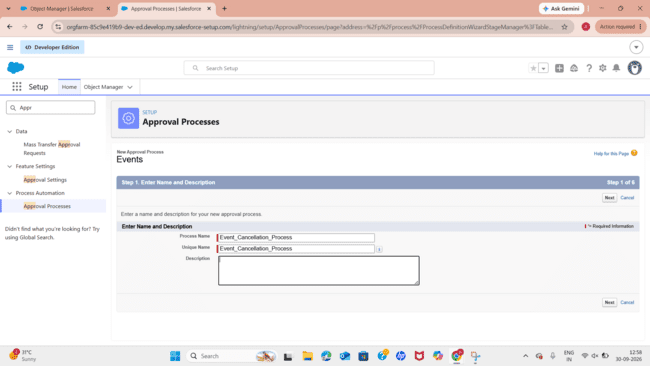 Object Manager | Salesforce
Approval Processes | Salesforce
Ask Gemini
orgfarm-85c9e419b9-dev-ed.develop.my.salesforce-setup.com/lightning/setup/ApprovalProcesses/page?address=%2Fp%2Fprocess%2FProcessDefinitionWizardStageManager%3FTable...
Action required
Developer Edition
Search Setup
Setup
Home
Object Manager
Appr
Data
Mass Transfer Approval
Requests
Feature Settings
Approval Settings
Process Automation
Approval Processes
Didn't find what you're looking for? Try
using Global Search.
SETUP
Approval Processes
New Approval Process
Events
Help for this Page
Step 1. Enter Name and Description
Step 1 of 6
Next
Cancel
Enter a name and description for your new approval process.
Enter Name and Description
= Required Information
Process Name
Event_Cancellation_Process
Unique Name
Event_Cancellation_Process
i
Description
Next
Cancel
31°C
Sunny
Search
ENG
IN
12:58
30-09-2026